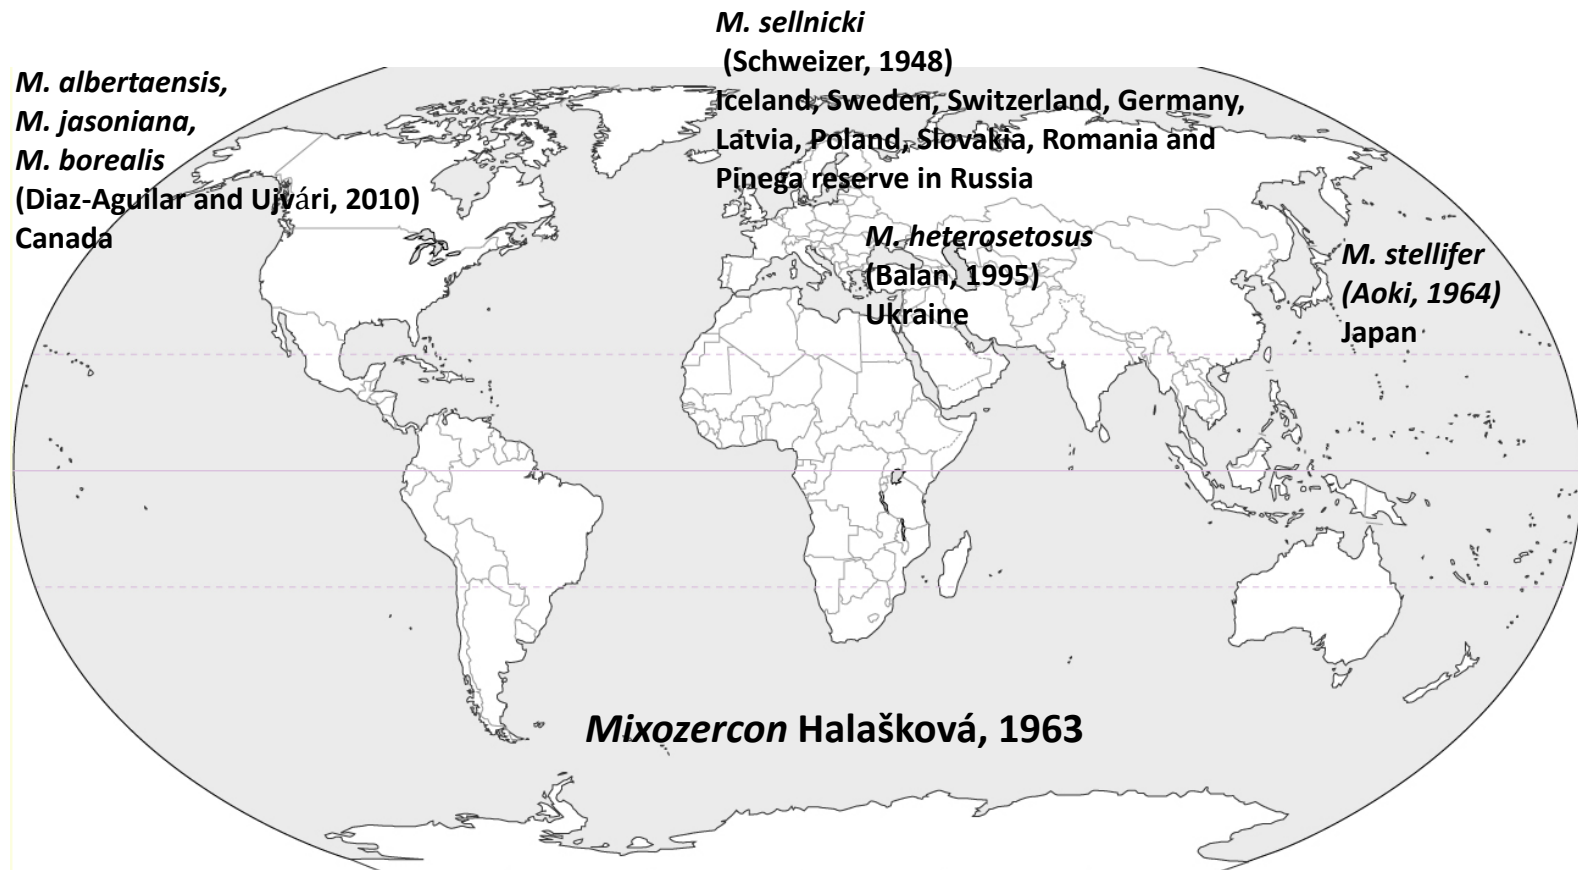 M. sellnicki
(Schweizer, 1948)
Iceland, Sweden, Switzerland, Germany,
Latvia, Poland, Slovakia, Romania and
Pinega reserve in Russia
M. albertaensis,
M. jasoniana,
M. borealis
(Diaz-Aguilar and Ujvári, 2010)
Canada
M. heterosetosus
(Balan, 1995)
Ukraine
M. stellifer
(Aoki, 1964)
Japan
Mixozercon Halašková, 1963